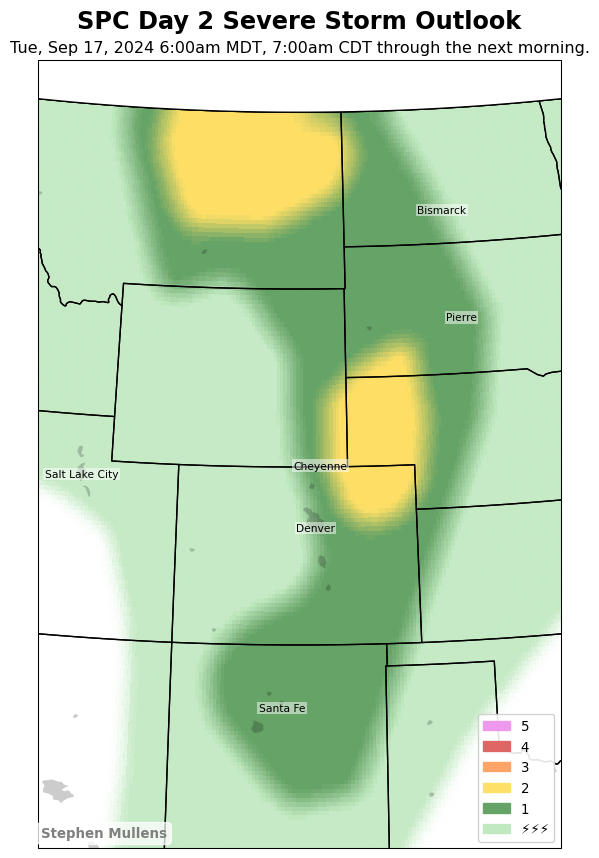 SPC Day 2 Severe Storm Outlook
Tue, Sep 17, 2024 6:00am MDT, 7:00am CDT through the next morning.
Bismarck
Pierre
Cheyenne
Salt Lake City
Denver
Santa Fe
5
4
3
2
1
⚡⚡⚡
Stephen Mullens